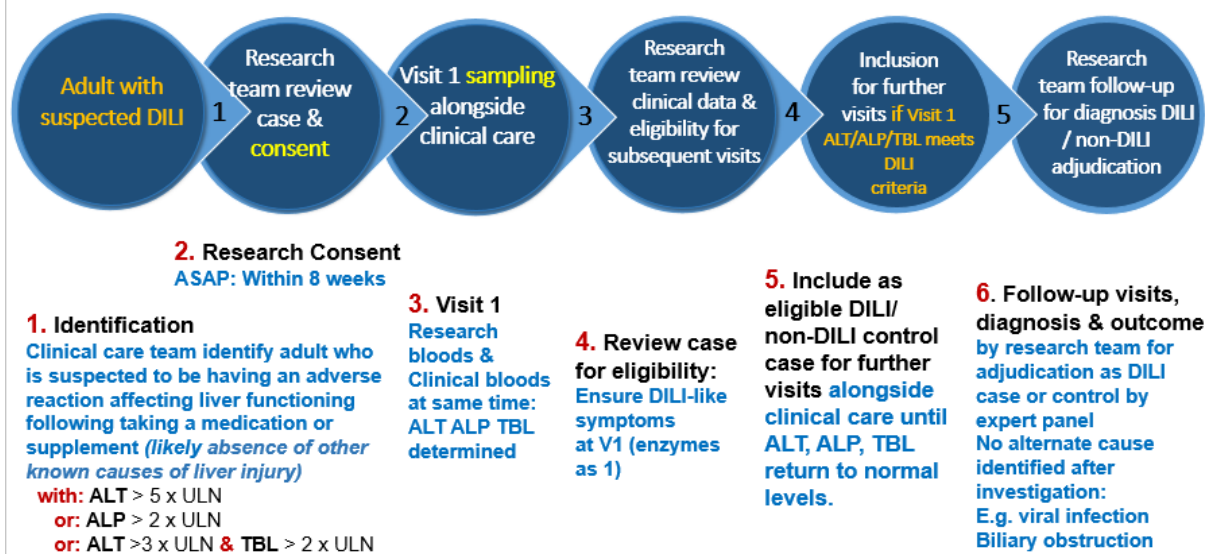 Adult with
suspected DILI
1
Research
team review
case &
consent
2
Visit 1 sampling
alongside
clinical care
3
Research
team review
clinical data &
eligibility for
subsequent visits
4
Inclusion
for further
visits if Visit 1
ALT/ALP/TBL meets
DILI
criteria
5
Research
team follow-up
for diagnosis DILI
/ non-DILI
adjudication
1. Identification
Clinical care team identify adult who
is suspected to be having an adverse
reaction affecting liver functioning
following taking a medication or
supplement (likely absence of other
known causes of liver injury)
with: ALT > 5 x ULN
or: ALP > 2 x ULN
or: ALT >3 x ULN & TBL > 2 x ULN
2. Research Consent
ASAP: Within 8 weeks
3. Visit 1
Research
bloods &
Clinical bloods
at same time:
ALT ALP TBL
determined
4. Review case
for eligibility:
Ensure DILI-like
symptoms
at V1 (enzymes
as 1)
5. Include as
eligible DILI/
non-DILI control
case for further
visits alongside
clinical care until
ALT, ALP, TBL
return to normal
levels.
6. Follow-up visits,
diagnosis & outcome
by research team for
adjudication as DILI
case or control by
expert panel
No alternate cause
identified after
investigation:
E.g. viral infection
Biliary obstruction